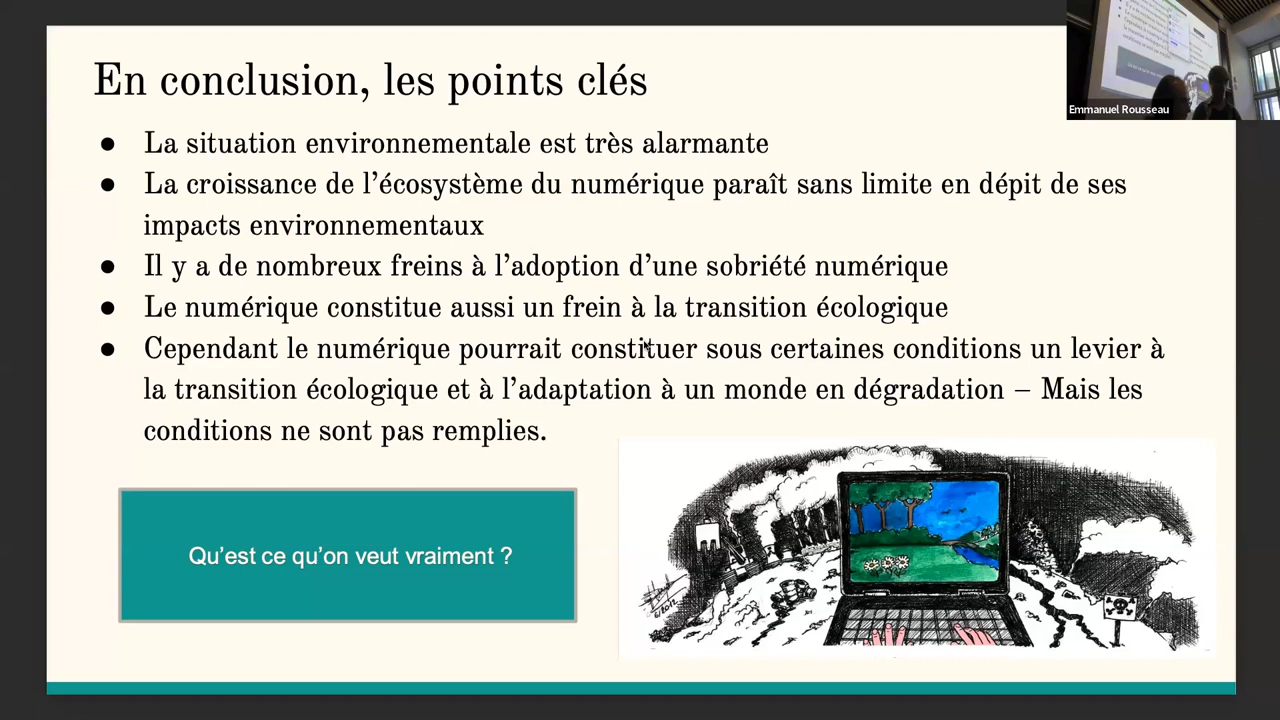 En conclusion, les points clés
Emmanuel Rousseau
● La situation environnementale est très alarmante
● La croissance de l’écosystème du numérique paraît sans limite en dépit de ses
impacts environnementaux
● Il y a de nombreux freins à l’adoption d’une sobriété numérique
● Le numérique constitue aussi un frein à la transition écologique
● Cependant le numérique pourrait constituer sous certaines conditions un levier à
la transition écologique et à l’adaptation à un monde en dégradation – Mais les
conditions ne sont pas remplies.
Qu’est ce qu’on veut vraiment ?